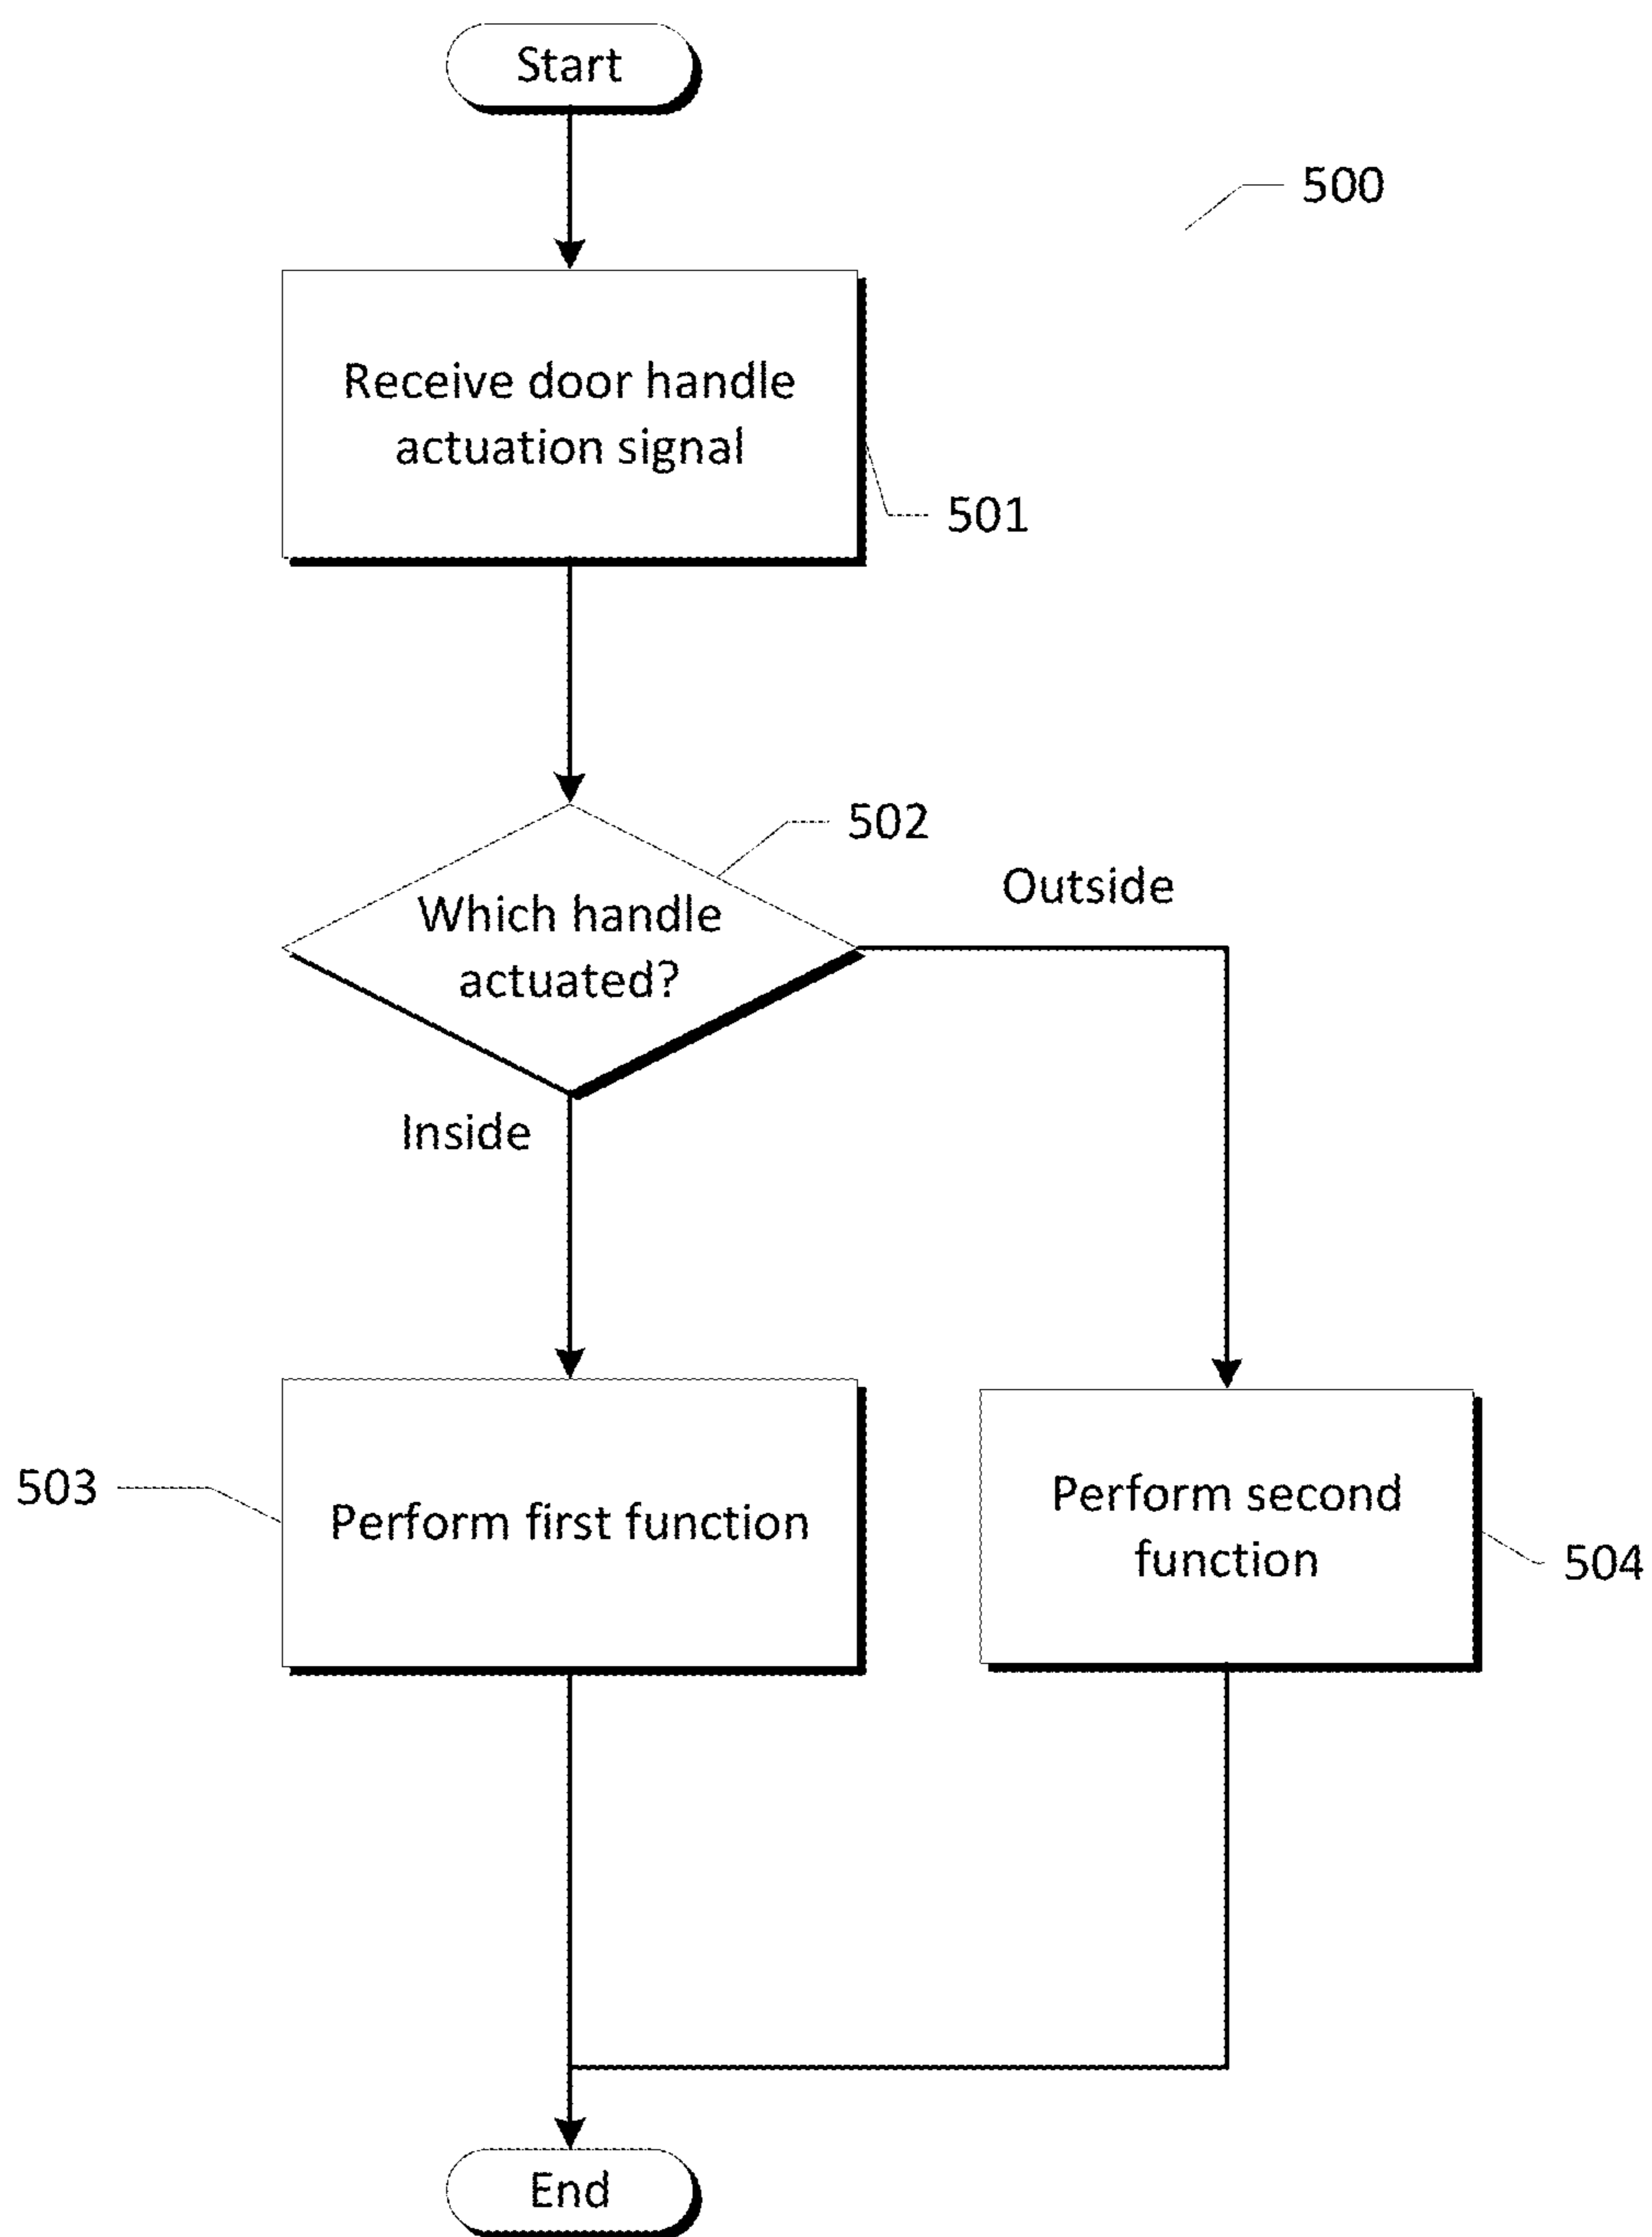 Start
500
Receive door handle
actuation signal
501
502
Outside
Which handle
actuated?
Inside
503
Perform first function
Perform second
function
504
End